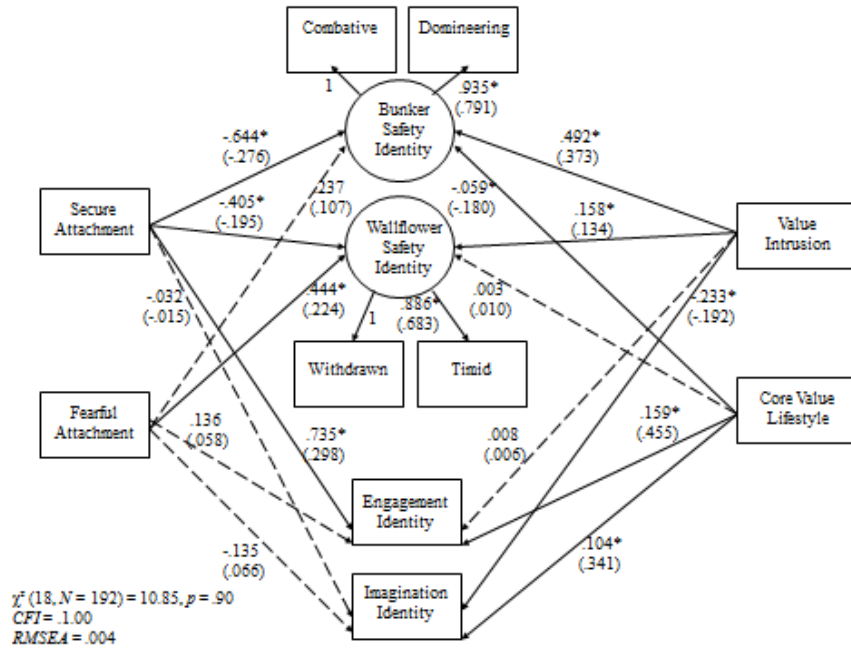 Combative
Domineering
1
.935*
(.791)
Bunker
Safety
Identity
-.644*
(-.276)
.492*
(.373)
.237
(.107)
-.059*
(-.180)
Secure
Attachment
-.405*
(-.195)
Wallflower
Safety
Identity
.158*
(.134)
Value
Intrusion
-.032
(-.015)
.444*
(.224)
1
.886*
(.683)
.003
(.010)
-.233*
(-.192)
Withdrawn
Timid
Fearful
Attachment
Core Value
Lifestyle
.136
(.058)
.735*
(.298)
.008
(.006)
.159*
(.455)
Engagement
Identity
-.135
(.066)
.104*
(.341)
Imagination
Identity
χ² (18, N = 192) = 10.85, p = .90
CFI = .1.00
RMSEA = .004